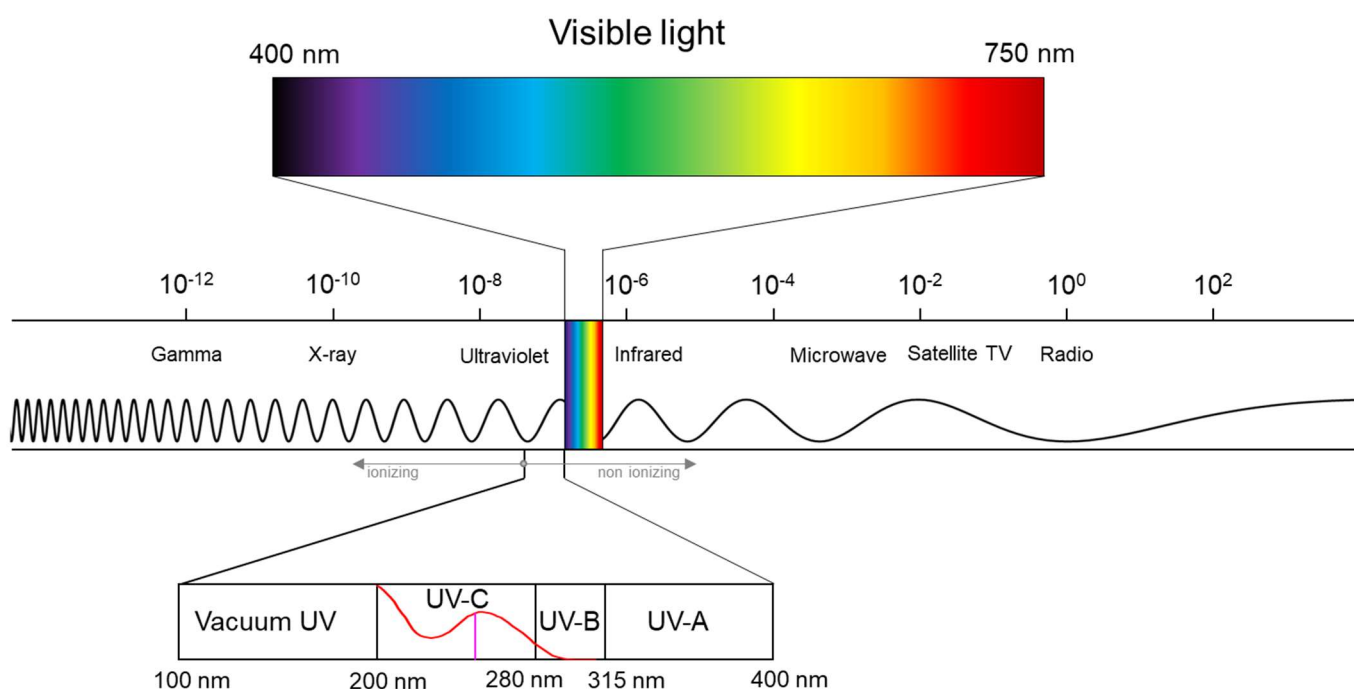 Visible light
400 nm 750 nm
10⁻¹² 10⁻¹⁰ 10⁻⁸ 10⁻⁶ 10⁻⁴ 10⁻² 10⁰ 10²
Gamma X-ray Ultraviolet Infrared Microwave Satellite TV Radio
ionizing non ionizing
Vacuum UV UV-C UV-B UV-A
100 nm 200 nm 280 nm 315 nm 400 nm